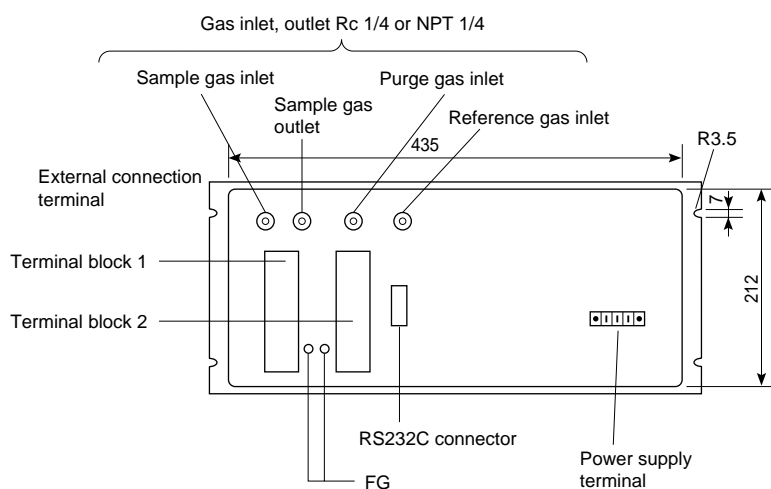 Gas inlet, outlet Rc 1/4 or NPT 1/4
Sample gas inlet
Purge gas inlet
Sample gas
outlet
Reference gas inlet
435
R3.5
External connection
terminal
7
Terminal block 1
212
Terminal block 2
RS232C connector
Power supply
terminal
FG